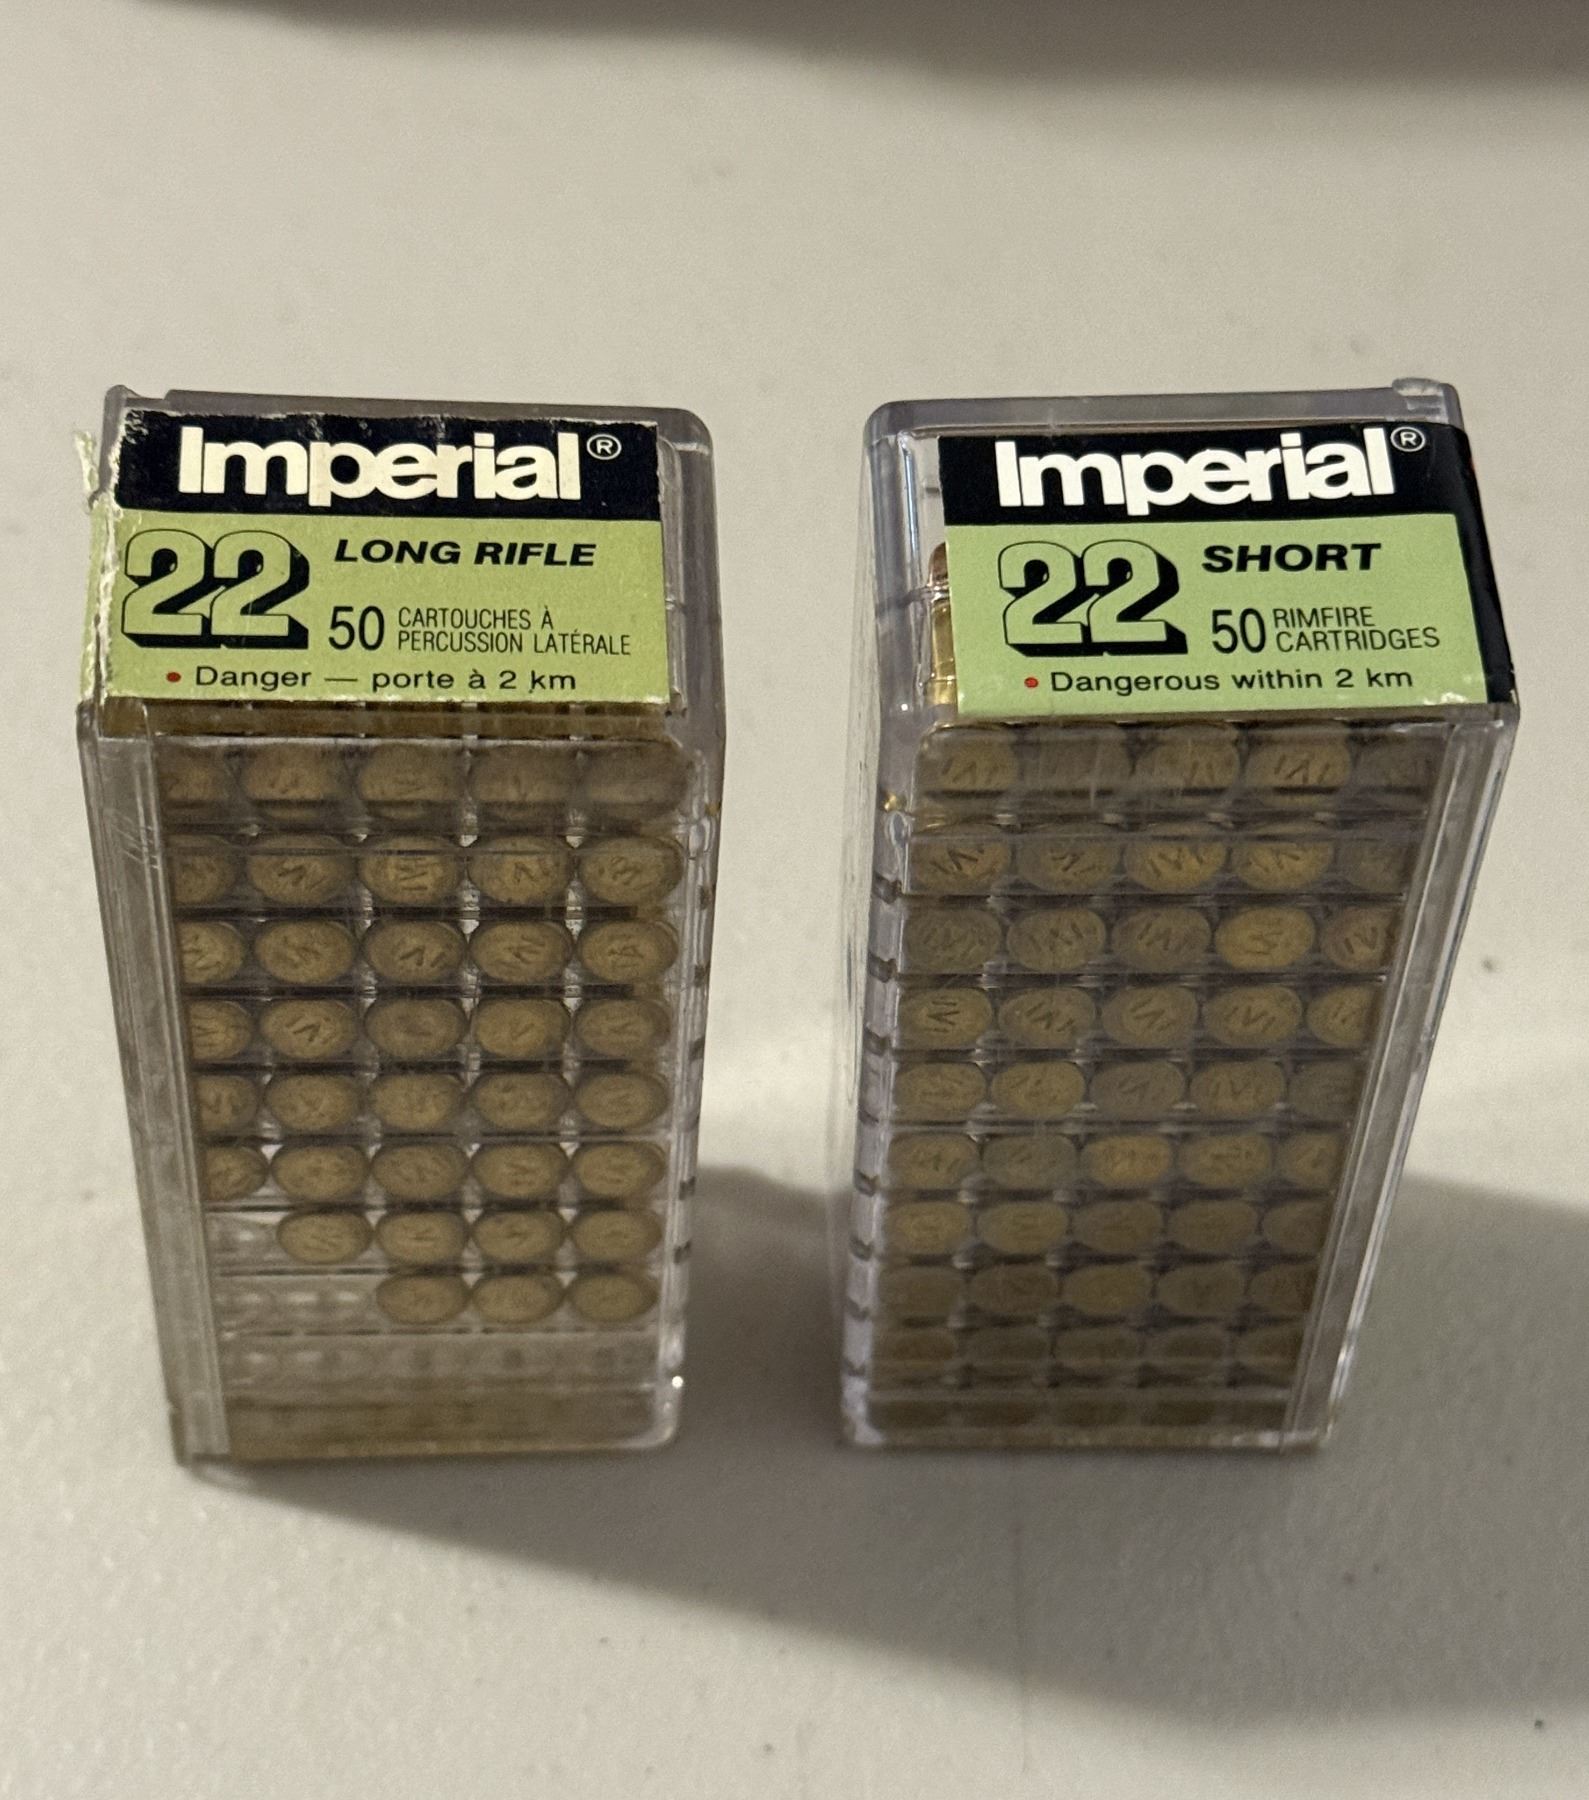 Imperial®
22 LONG RIFLE
50 CARTOUCHES À
PERCUSSION LATÉRALE
• Danger — porte à 2 km
Imperial®
22 SHORT
50 RIMFIRE
CARTRIDGES
• Dangerous within 2 km